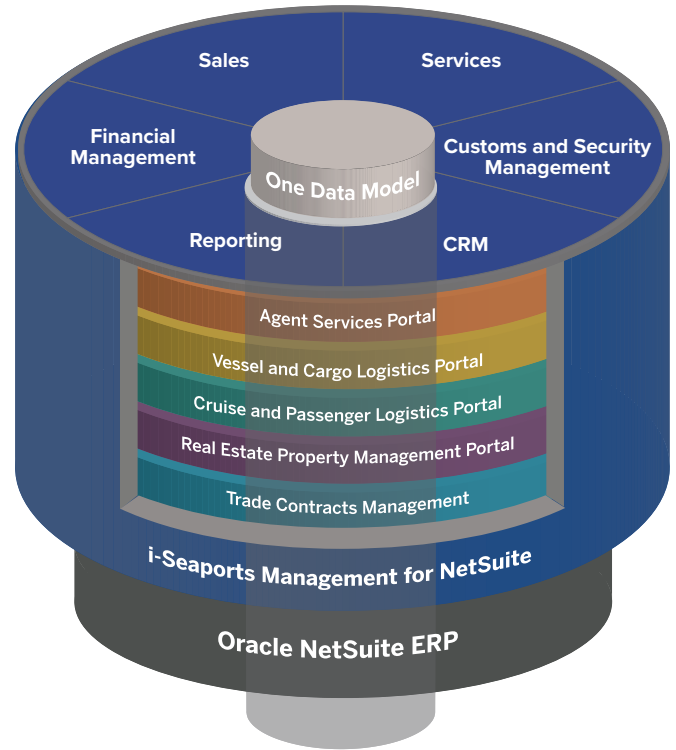 Sales
Services
Financial
Management
Customs and Security
Management
One Data Model
Reporting
CRM
Agent Services Portal
Vessel and Cargo Logistics Portal
Cruise and Passenger Logistics Portal
Real Estate Property Management Portal
Trade Contracts Management
i-Seaports Management for NetSuite
Oracle NetSuite ERP